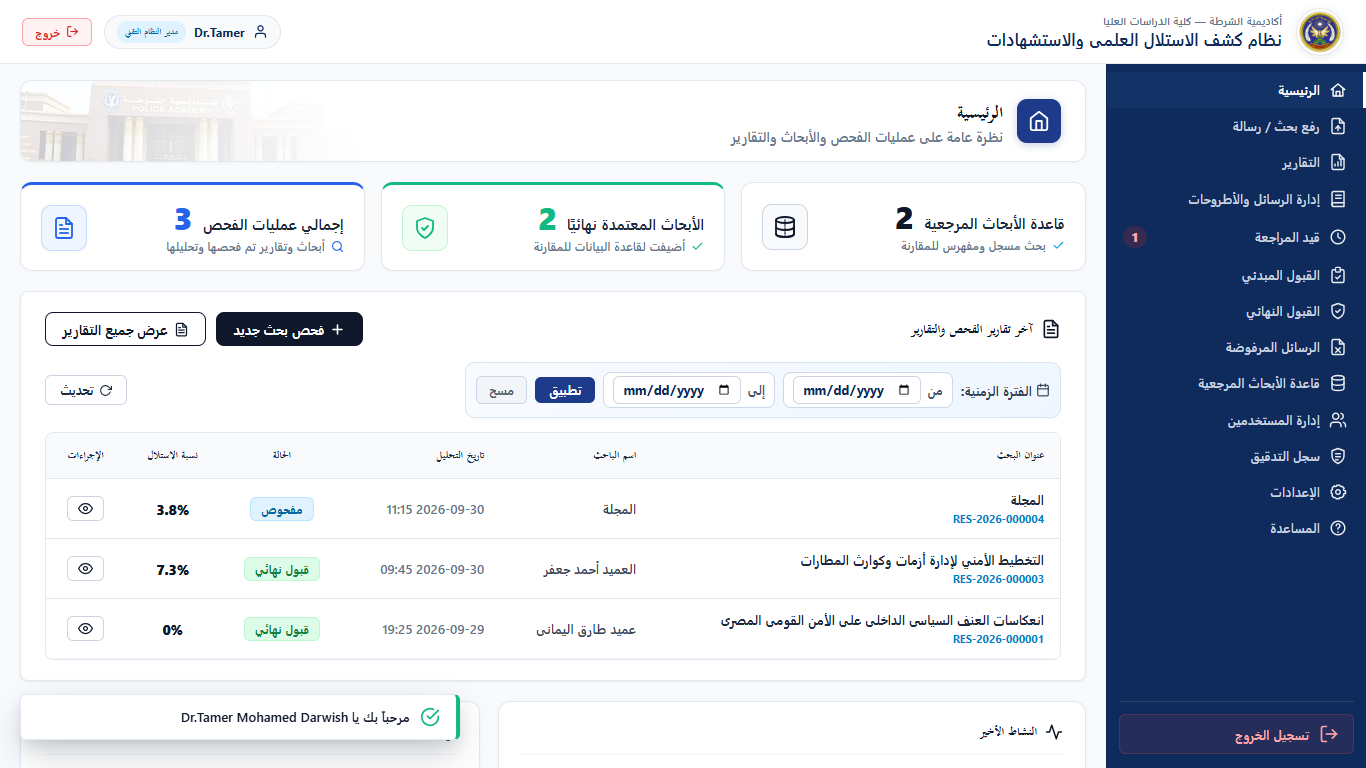 أكاديمية الشرطة — كلية الدراسات العليا
نظام كشف الاستلال العلمى والاستشهادات
Dr.Tamer
مدير النظام التقني
خروج
الرئيسية
رفع بحث / رسالة
التقارير
إدارة الرسائل والأطروحات
قيد المراجعة
1
القبول المبدئي
القبول النهائي
الرسائل المرفوضة
قاعدة الأبحاث المرجعية
إدارة المستخدمين
سجل التدقيق
الإعدادات
المساعدة
تسجيل الخروج
الرئيسية
نظرة عامة على عمليات الفحص والأبحاث والتقارير
أكاديمية الشرطة
POLICE ACADEMY
قاعدة الأبحاث المرجعية 2
بحث مسجل ومفهرس للمقارنة
الأبحاث المعتمدة نهائيًا 2
أضيفت لقاعدة البيانات للمقارنة
إجمالي عمليات الفحص 3
أبحاث وتقارير تم فحصها وتحليلها
آخر تقارير الفحص والتقارير
فحص بحث جديد
عرض جميع التقارير
الفترة الزمنية:
من mm/dd/yyyy
إلى mm/dd/yyyy
تطبيق
مسح
تحديث
عنوان البحث اسم الباحث تاريخ التحليل الحالة نسبة الاستلال الإجراءات
المجلة المجلة 2026-09-30 11:15 مفحوص 3.8%
RES-2026-000004
التخطيط الأمني لإدارة أزمات وكوارث المطارات العميد أحمد جعفر 2026-09-30 09:45 قبول نهائي 7.3%
RES-2026-000003
انعكاسات العنف السياسى الداخلى على الأمن القومى المصرى عميد طارق اليمانى 2026-09-29 19:25 قبول نهائي 0%
RES-2026-000001
النشاط الأخير
مرحباً بك يا Dr.Tamer Mohamed Darwish